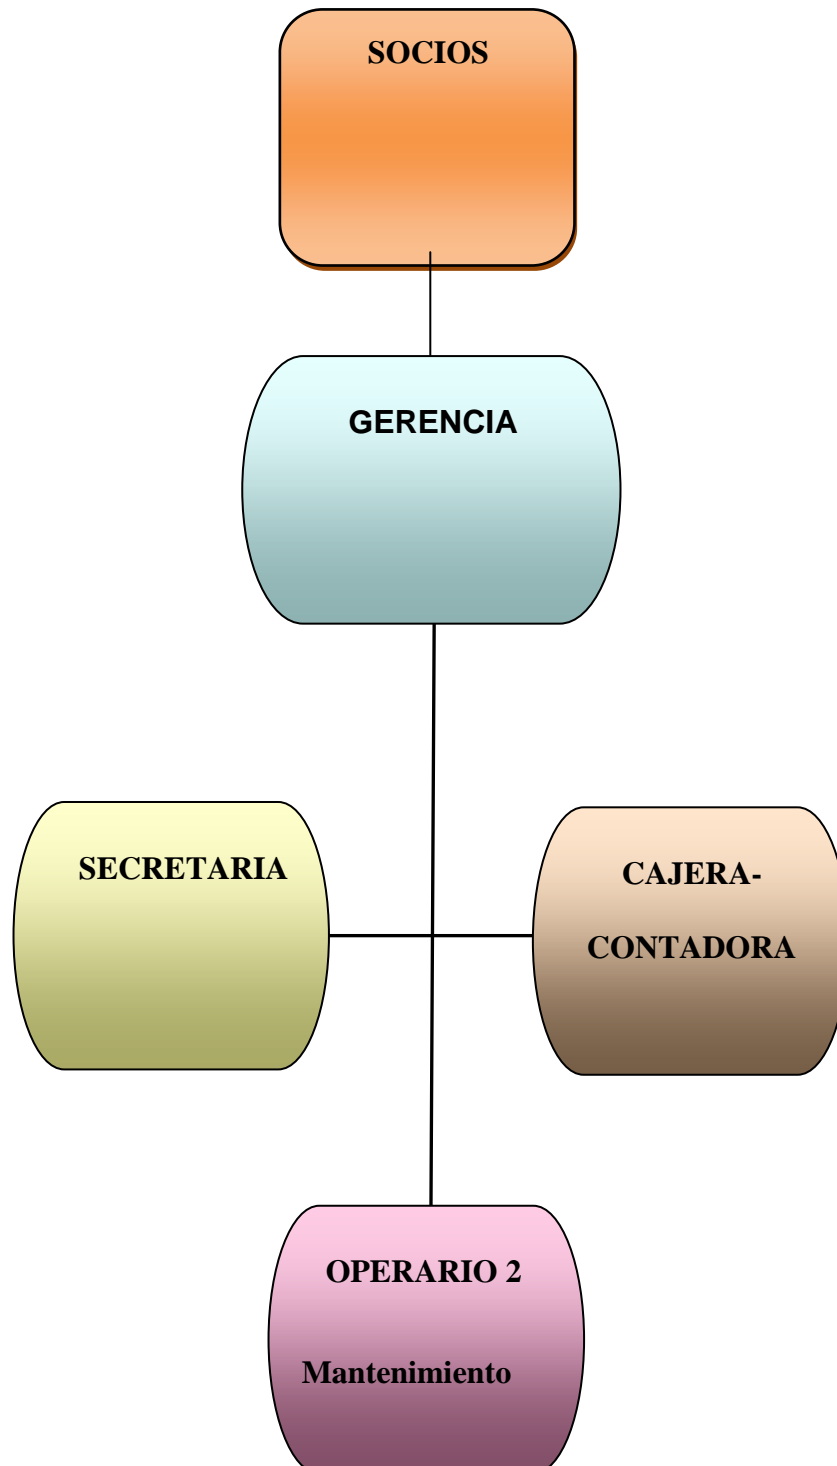 SOCIOS
GERENCIA
SECRETARIA
CAJERA-
CONTADORA
OPERARIO 2
Mantenimiento